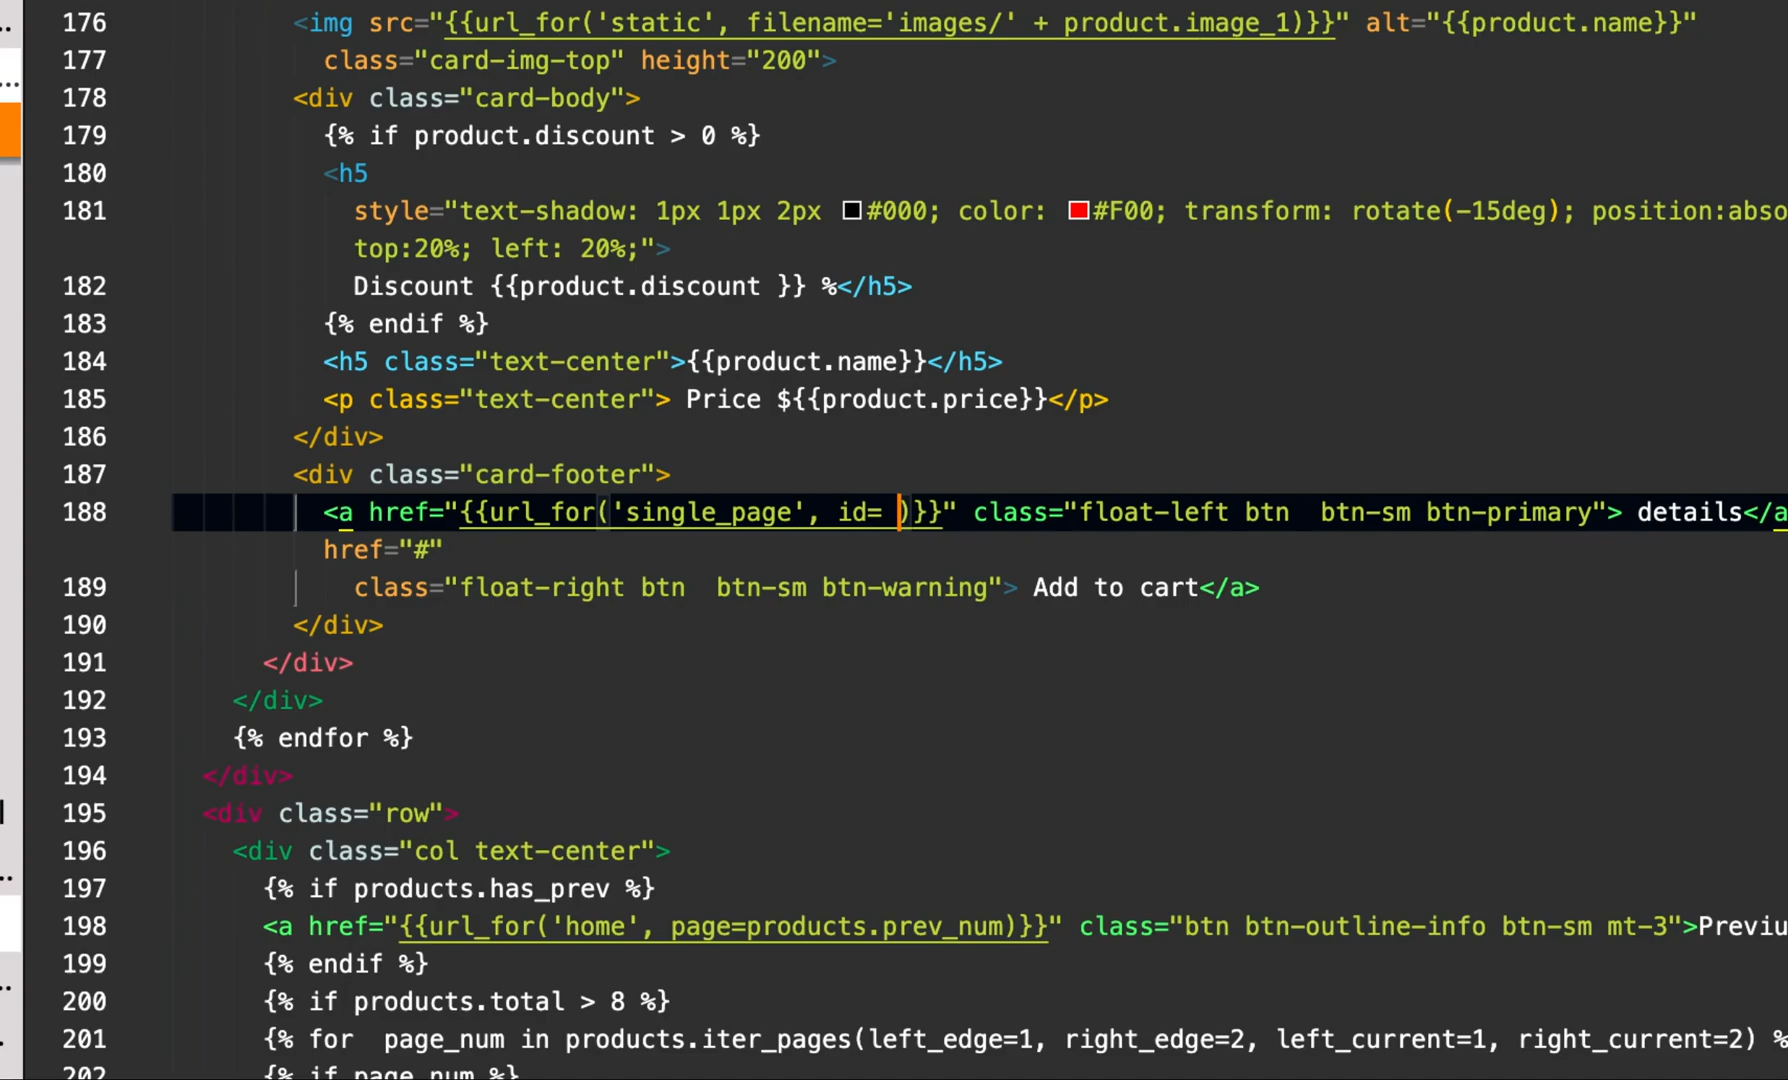 176 <img src="{{url_for('static', filename='images/' + product.image_1)}}" alt="{{product.name}}"
177 class="card-img-top" height="200">
178 <div class="card-body">
179 {% if product.discount > 0 %}
180 <h5
181 style="text-shadow: 1px 1px 2px #000; color: #F00; transform: rotate(-15deg); position:abso
top:20%; left: 20%;">
182 Discount {{product.discount }} %</h5>
183 {% endif %}
184 <h5 class="text-center">{{product.name}}</h5>
185 <p class="text-center"> Price ${{product.price}}</p>
186 </div>
187 <div class="card-footer">
188 <a href="{{url_for('single_page', id= )}}" class="float-left btn  btn-sm btn-primary"> details</a
href="#"
189 class="float-right btn  btn-sm btn-warning"> Add to cart</a>
190 </div>
191 </div>
192 </div>
193 {% endfor %}
194 </div>
195 <div class="row">
196 <div class="col text-center">
197 {% if products.has_prev %}
198 <a href="{{url_for('home', page=products.prev_num)}}" class="btn btn-outline-info btn-sm mt-3">Previu
199 {% endif %}
200 {% if products.total > 8 %}
201 {% for  page_num in products.iter_pages(left_edge=1, right_edge=2, left_current=1, right_current=2) %
202 {% if page_num %}